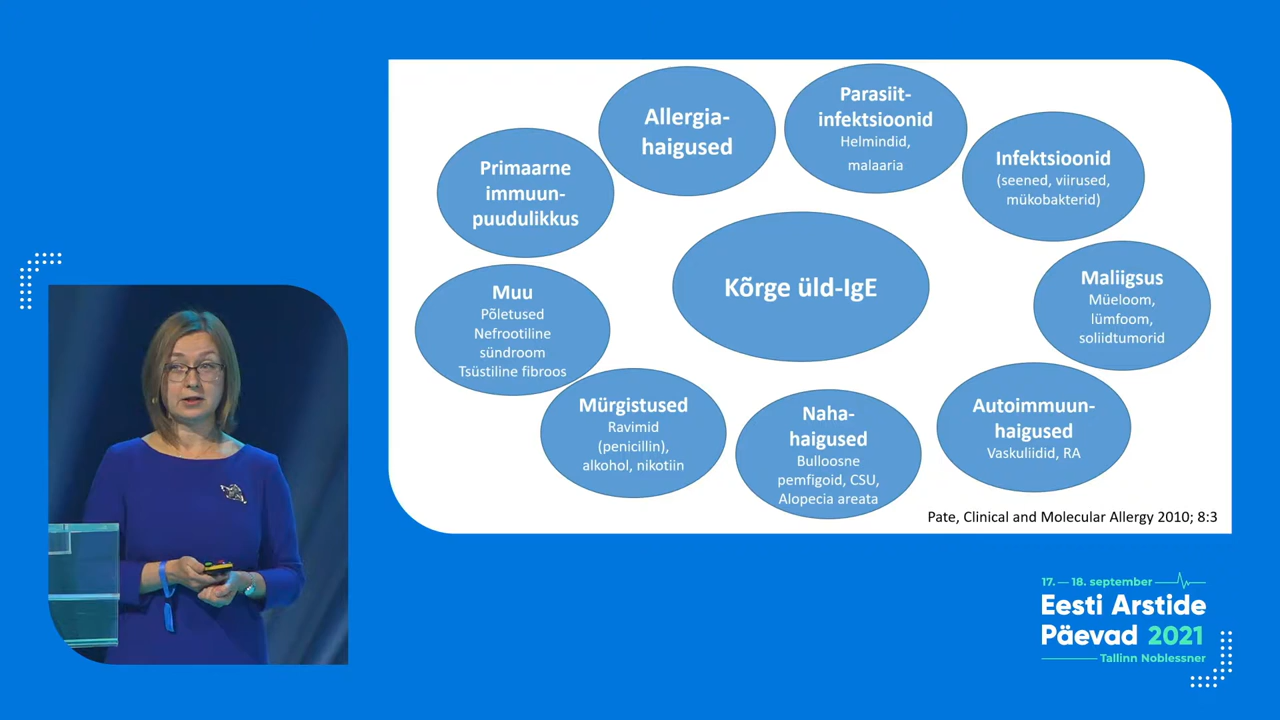 Allergia-
haigused
Parasiit-
infektsioonid
Helmindid,
malaaria
Infektsioonid
(seened, viirused,
mükobakterid)
Maliigsus
Müeloom,
lümfoom,
soliidtumorid
Autoimmuun-
haigused
Vaskuliidid, RA
Naha-
haigused
Bulloosne
pemfigoid, CSU,
Alopecia areata
Mürgistused
Ravimid
(penicillin),
alkohol, nikotiin
Muu
Põletused
Nefrootiline
sündroom
Tsüstiline fibroos
Primaarne
immuun-
puudulikkus
Kõrge üld-IgE
Pate, Clinical and Molecular Allergy 2010; 8:3
17. — 18. september
Eesti Arstide
Päevad 2021
Tallinn Noblessner